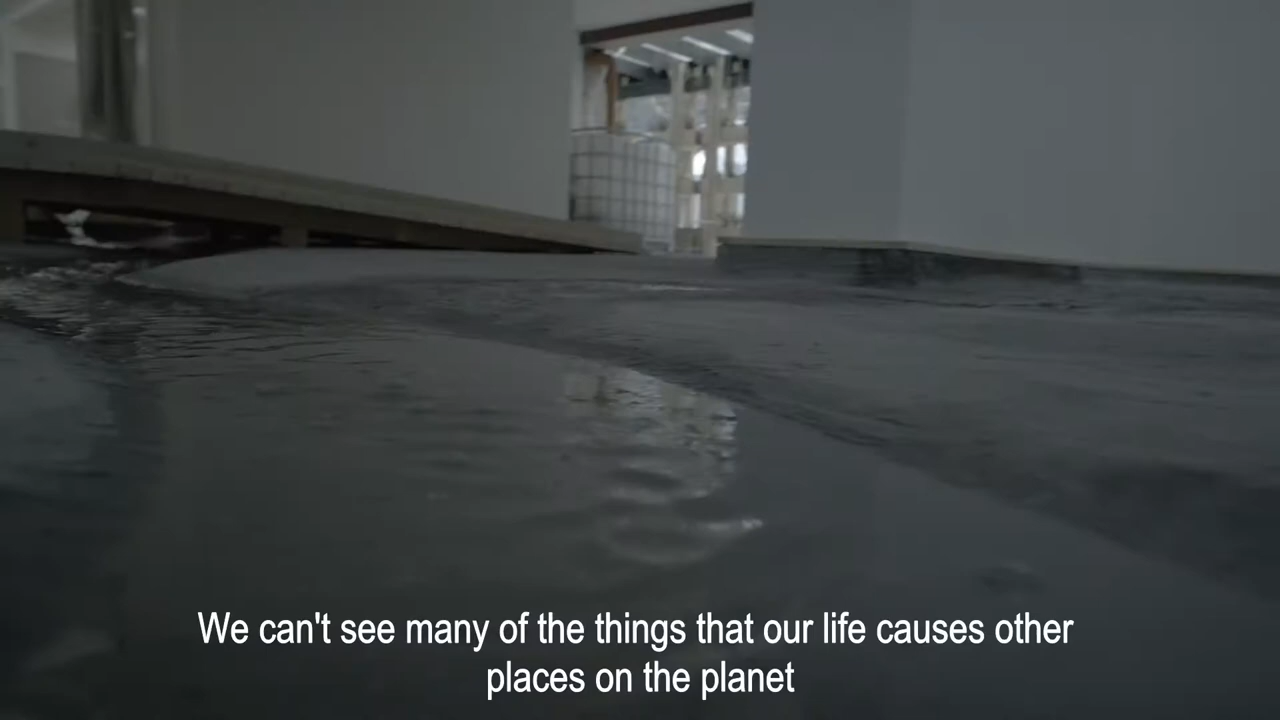 We can't see many of the things that our life causes other
places on the planet